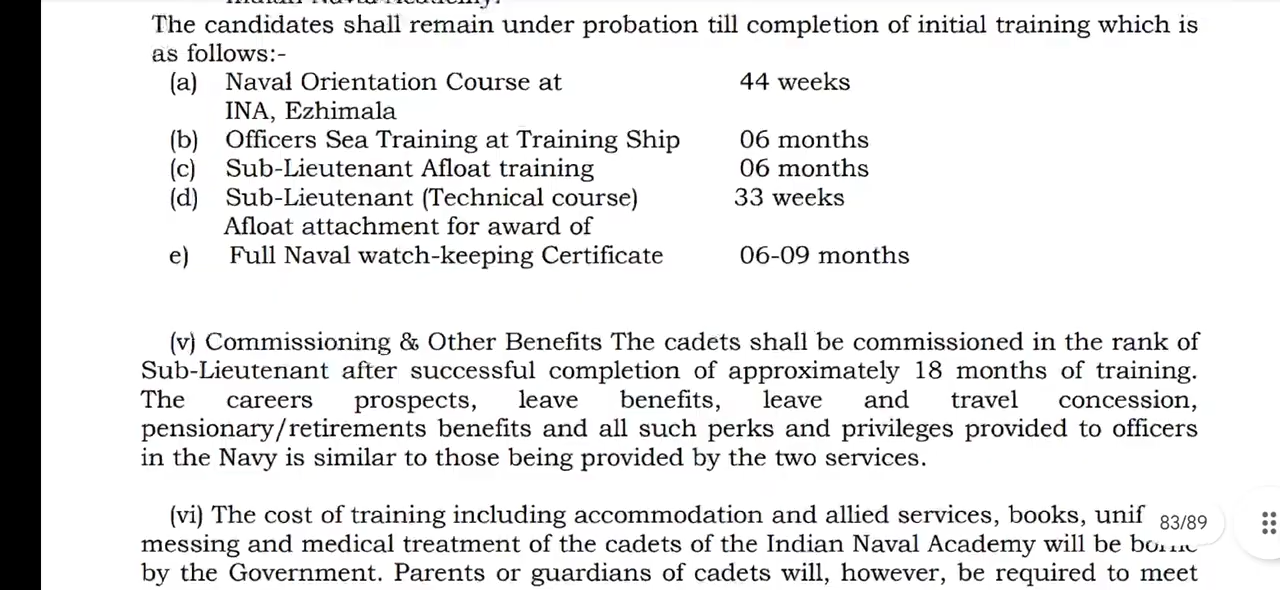 The candidates shall remain under probation till completion of initial training which is
as follows:-
(a) Naval Orientation Course at 44 weeks
INA, Ezhimala
(b) Officers Sea Training at Training Ship 06 months
(c) Sub-Lieutenant Afloat training 06 months
(d) Sub-Lieutenant (Technical course) 33 weeks
Afloat attachment for award of
e) Full Naval watch-keeping Certificate 06-09 months
(v) Commissioning & Other Benefits The cadets shall be commissioned in the rank of
Sub-Lieutenant after successful completion of approximately 18 months of training.
The careers prospects, leave benefits, leave and travel concession,
pensionary/retirements benefits and all such perks and privileges provided to officers
in the Navy is similar to those being provided by the two services.
(vi) The cost of training including accommodation and allied services, books, unif
83/89
messing and medical treatment of the cadets of the Indian Naval Academy will be
by the Government. Parents or guardians of cadets will, however, be required to meet